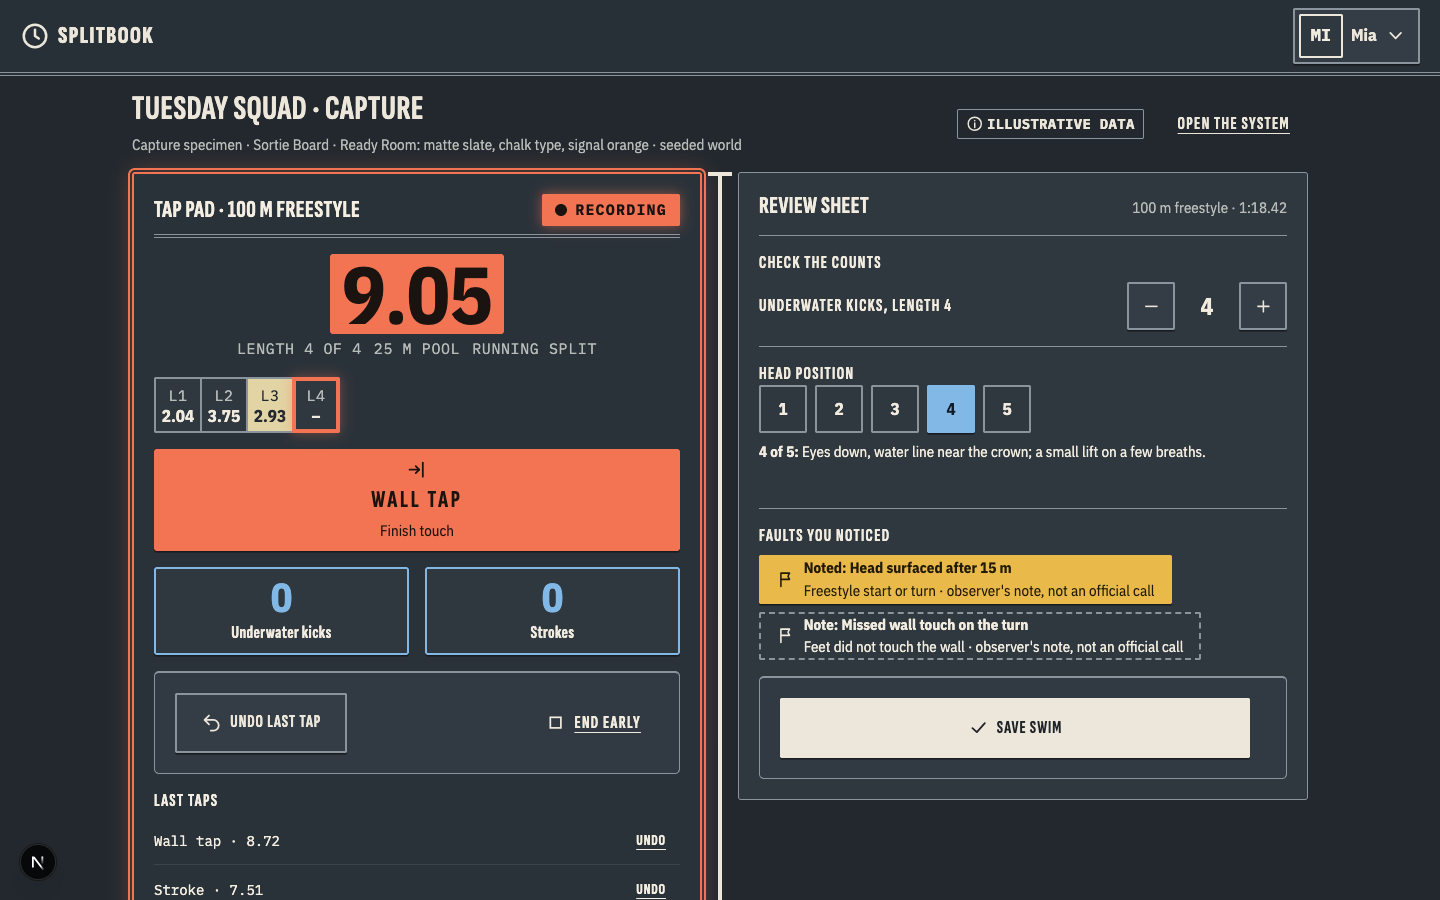 SPLITBOOK
MI Mia
TUESDAY SQUAD · CAPTURE
Capture specimen · Sortie Board · Ready Room: matte slate, chalk type, signal orange · seeded world
ILLUSTRATIVE DATA
OPEN THE SYSTEM
TAP PAD · 100 M FREESTYLE
RECORDING
9.05
LENGTH 4 OF 4 25 M POOL RUNNING SPLIT
L1 L2 L3 L4
2.04 3.75 2.93 –
WALL TAP
Finish touch
0 0
Underwater kicks Strokes
UNDO LAST TAP
END EARLY
LAST TAPS
Wall tap · 8.72 UNDO
Stroke · 7.51 UNDO
N
REVIEW SHEET
100 m freestyle · 1:18.42
CHECK THE COUNTS
UNDERWATER KICKS, LENGTH 4
− 4 +
HEAD POSITION
1 2 3 4 5
4 of 5: Eyes down, water line near the crown; a small lift on a few breaths.
FAULTS YOU NOTICED
Noted: Head surfaced after 15 m
Freestyle start or turn · observer's note, not an official call
Note: Missed wall touch on the turn
Feet did not touch the wall · observer's note, not an official call
SAVE SWIM